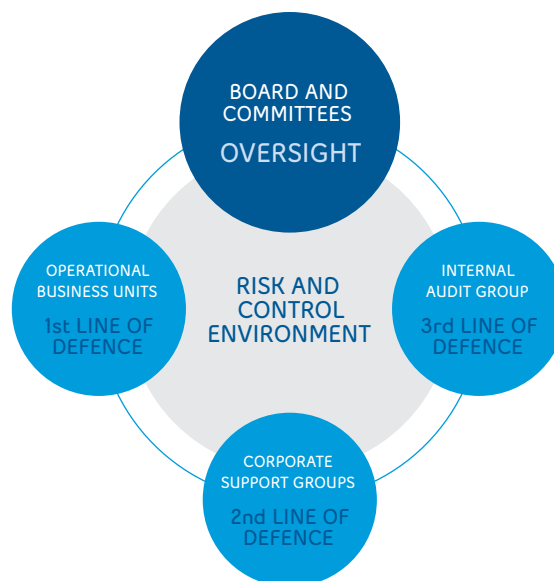 BOARD AND
COMMITTEES
OVERSIGHT
OPERATIONAL
BUSINESS UNITS
1st LINE OF
DEFENCE
RISK AND
CONTROL
ENVIRONMENT
INTERNAL
AUDIT GROUP
3rd LINE OF
DEFENCE
CORPORATE
SUPPORT GROUPS
2nd LINE OF
DEFENCE